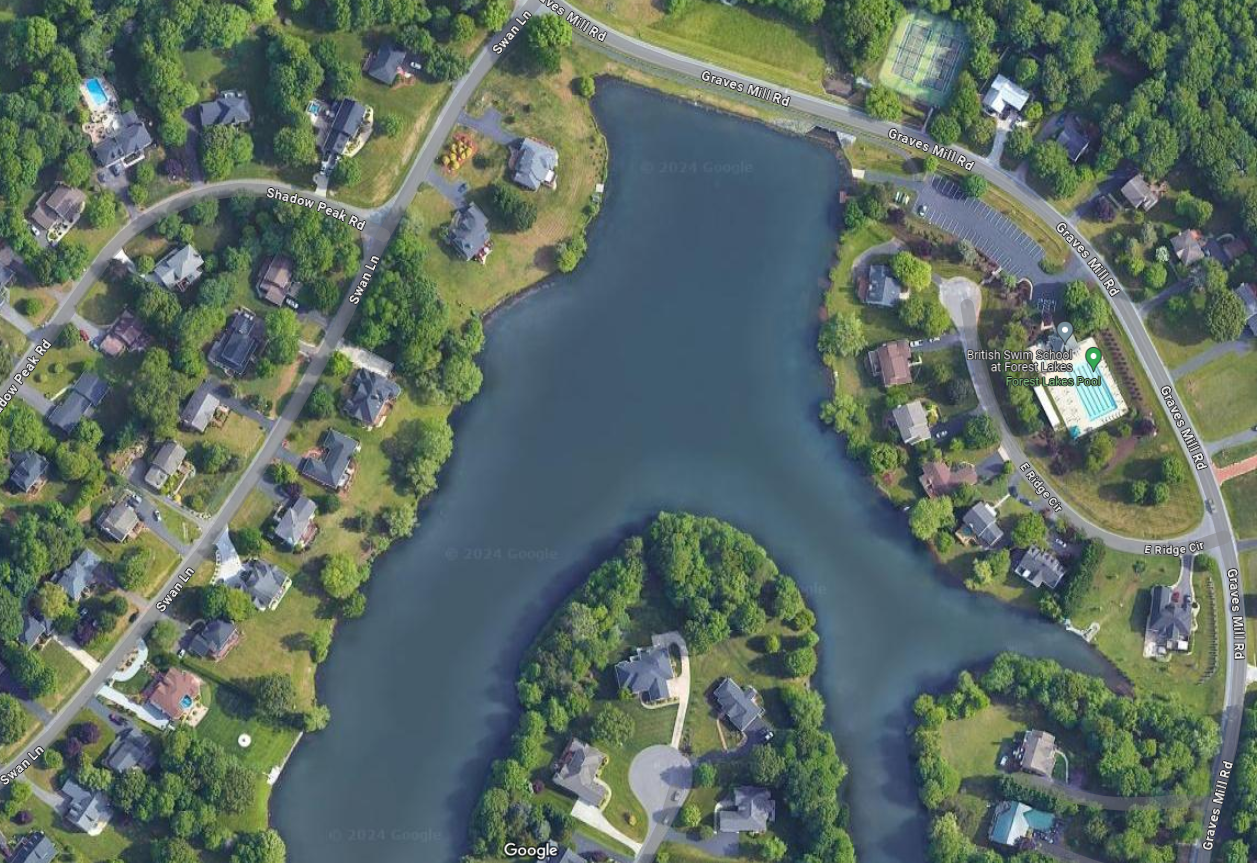 Swan Ln
Graves Mill Rd
Graves Mill Rd
Graves Mill Rd
© 2024 Google
Shadow Peak Rd
Graves Mill Rd
Swan Ln
British Swim School
at Forest Lakes
Forest Lakes Pool
Shadow Peak Rd
Graves Mill Rd
E Ridge Cir
E Ridge Cir
© 2024 Google
Swan Ln
Graves Mill Rd
Swan Ln
Graves Mill Rd
© 2024 Google
Google